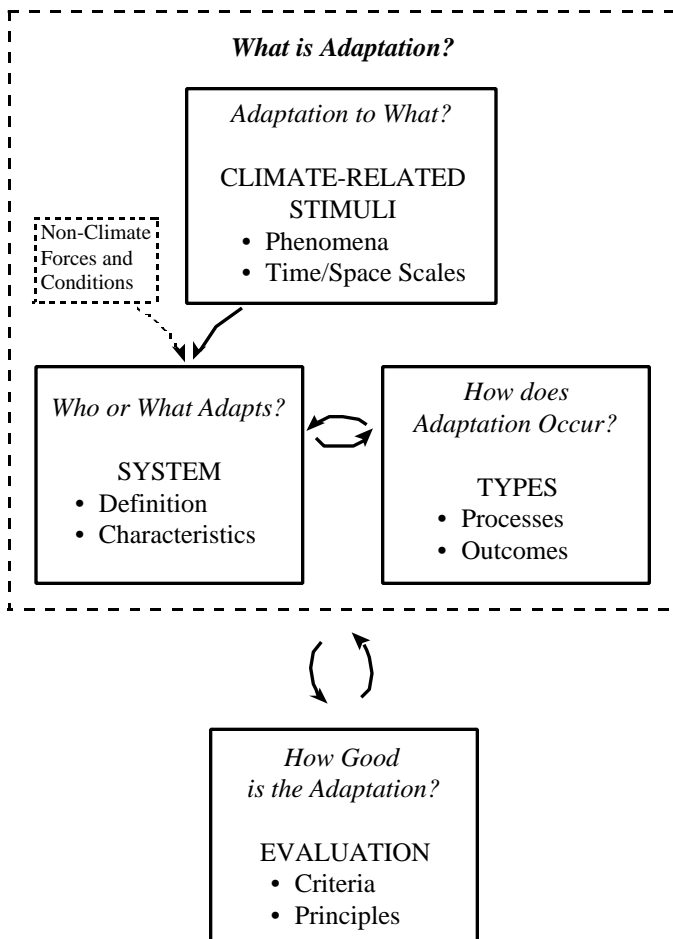 What is Adaptation?
Adaptation to What?
CLIMATE-RELATED
STIMULI
• Phenomena
• Time/Space Scales
Non-Climate
Forces and
Conditions
Who or What Adapts?
SYSTEM
• Definition
• Characteristics
How does
Adaptation Occur?
TYPES
• Processes
• Outcomes
How Good
is the Adaptation?
EVALUATION
• Criteria
• Principles